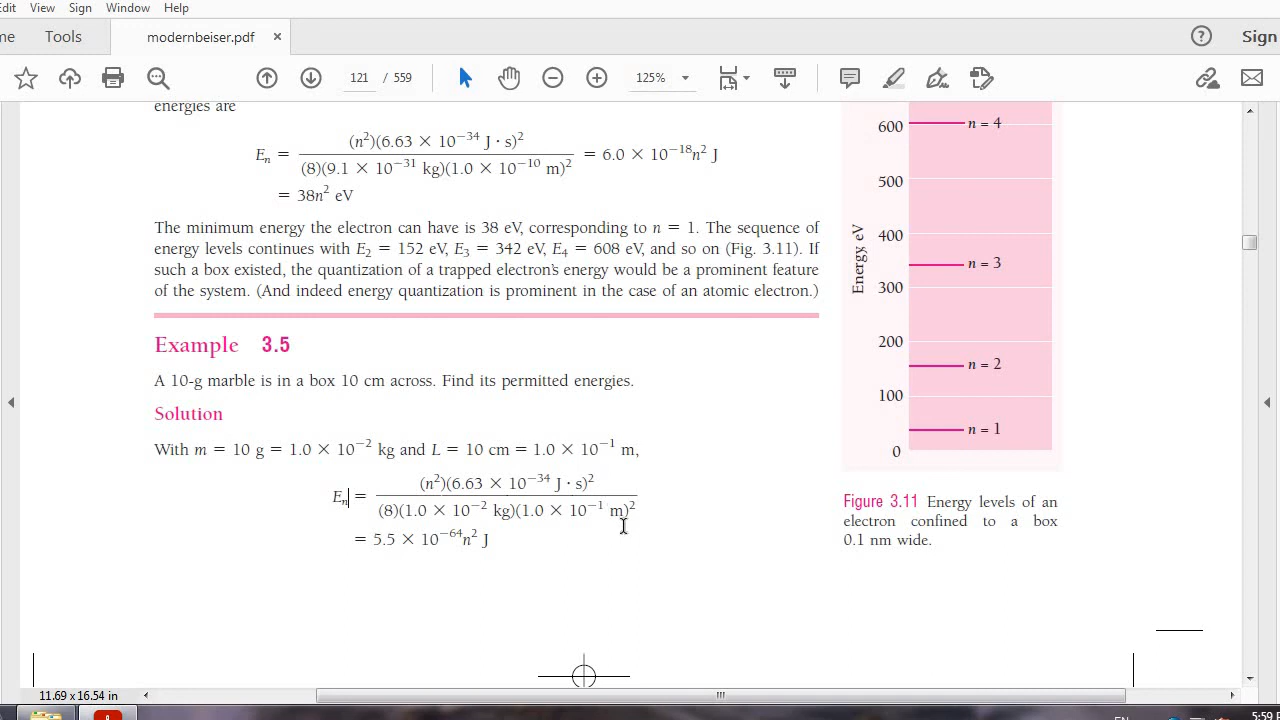 Edit View Sign Window Help
me Tools modernbeiser.pdf × ? Sign
121 / 559 125%
energies are
Eₙ = (n²)(6.63 × 10⁻³⁴ J · s)² / (8)(9.1 × 10⁻³¹ kg)(1.0 × 10⁻¹⁰ m)² = 6.0 × 10⁻¹⁸n² J
= 38n² eV
The minimum energy the electron can have is 38 eV, corresponding to n = 1. The sequence of
energy levels continues with E₂ = 152 eV, E₃ = 342 eV, E₄ = 608 eV, and so on (Fig. 3.11). If
such a box existed, the quantization of a trapped electron's energy would be a prominent feature
of the system. (And indeed energy quantization is prominent in the case of an atomic electron.)
Example 3.5
A 10-g marble is in a box 10 cm across. Find its permitted energies.
Solution
With m = 10 g = 1.0 × 10⁻² kg and L = 10 cm = 1.0 × 10⁻¹ m,
Eₙ = (n²)(6.63 × 10⁻³⁴ J · s)² / (8)(1.0 × 10⁻² kg)(1.0 × 10⁻¹ m)²
= 5.5 × 10⁻⁶⁴n² J
Energy, eV
600 n = 4
500
400
n = 3
300
200
n = 2
100
n = 1
0
Figure 3.11 Energy levels of an
electron confined to a box
0.1 nm wide.
11.69 x 16.54 in